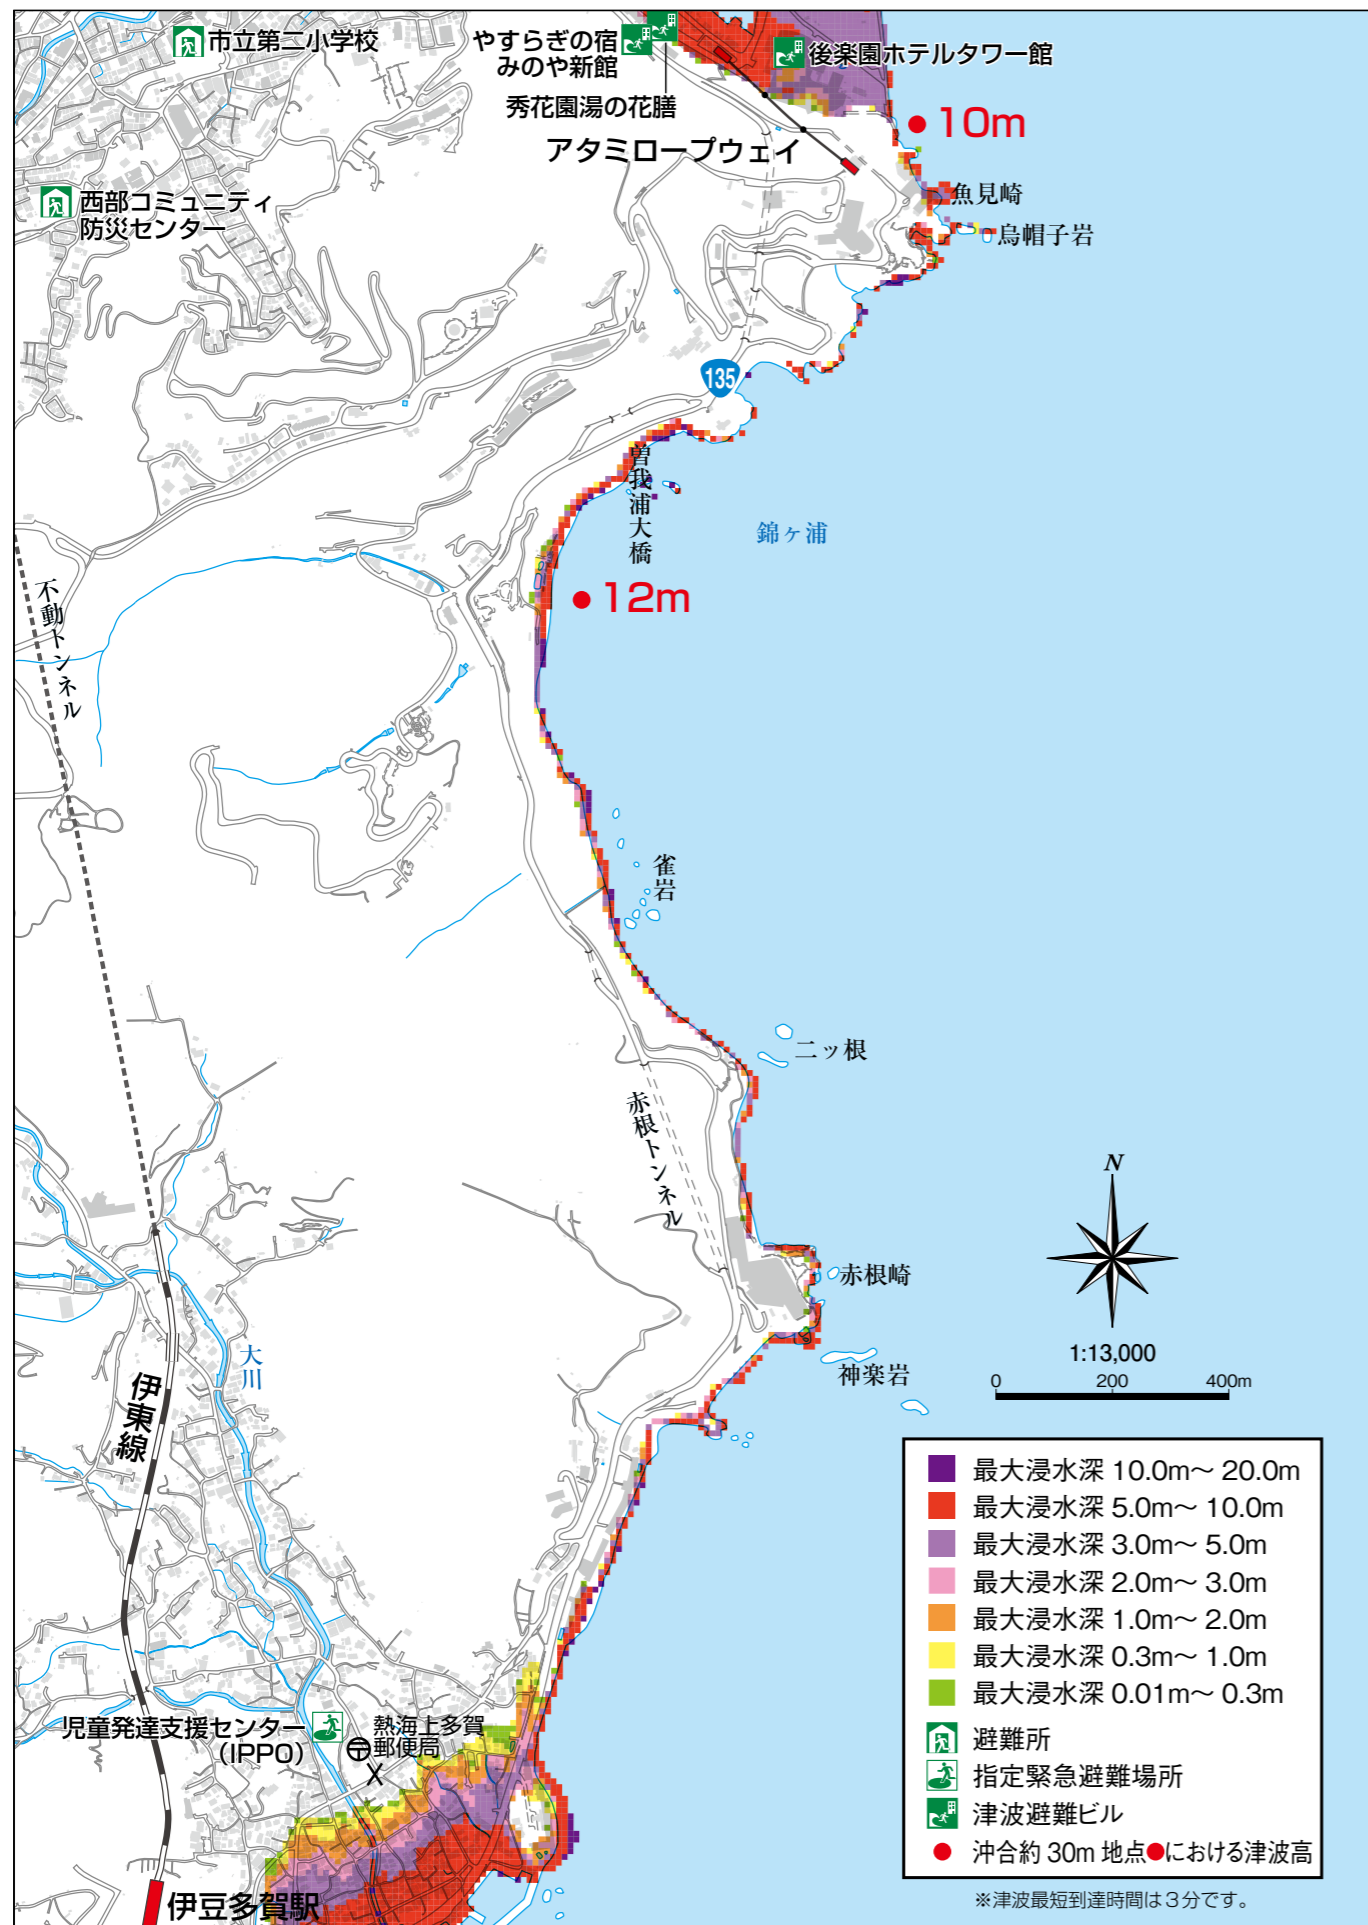 市立第二小学校
やすらぎの宿
みのや新館
秀花園湯の花膳
後楽園ホテルタワー館
アタミロープウェイ
10m
魚見崎
烏帽子岩
西部コミュニティ
防災センター
135
曽我浦大橋
錦ヶ浦
12m
不動トンネル
雀岩
二ッ根
赤根トンネル
N
赤根崎
1:13,000
0 200 400m
神楽岩
大川
伊東線
最大浸水深 10.0m〜 20.0m
最大浸水深 5.0m〜 10.0m
最大浸水深 3.0m〜 5.0m
最大浸水深 2.0m〜 3.0m
最大浸水深 1.0m〜 2.0m
最大浸水深 0.3m〜 1.0m
最大浸水深 0.01m〜 0.3m
避難所
指定緊急避難場所
津波避難ビル
沖合約 30m 地点●における津波高
※津波最短到達時間は3分です。
児童発達支援センター
(IPPO)
熱海上多賀
郵便局
伊豆多賀駅